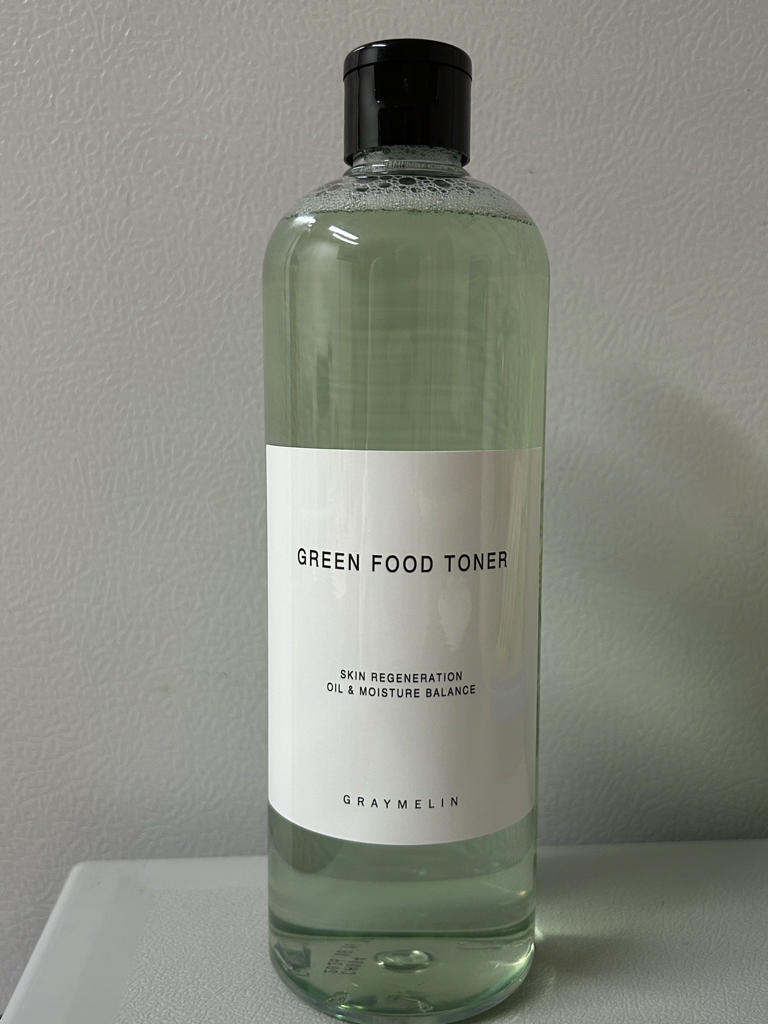 GREEN FOOD TONER
SKIN REGENERATION
OIL & MOISTURE BALANCE
GRAYMELIN